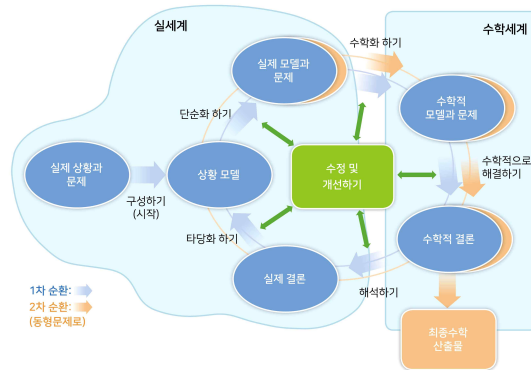 실세계
수학세계
수학화 하기
실제 모델과
문제
수학적
모델과 문제
단순화 하기
실제 상황과
문제
상황 모델
수정 및
개선하기
수학적으로
해결하기
구성하기
(시작)
타당화 하기
수학적 결론
실제 결론
해석하기
1차 순환:
2차 순환:
(동형문제로)
최종수학
산출물